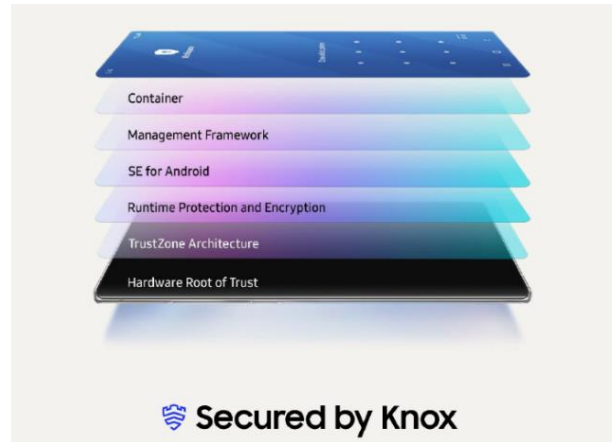 Container
Management Framework
SE for Android
Runtime Protection and Encryption
TrustZone Architecture
Hardware Root of Trust
Secured by Knox